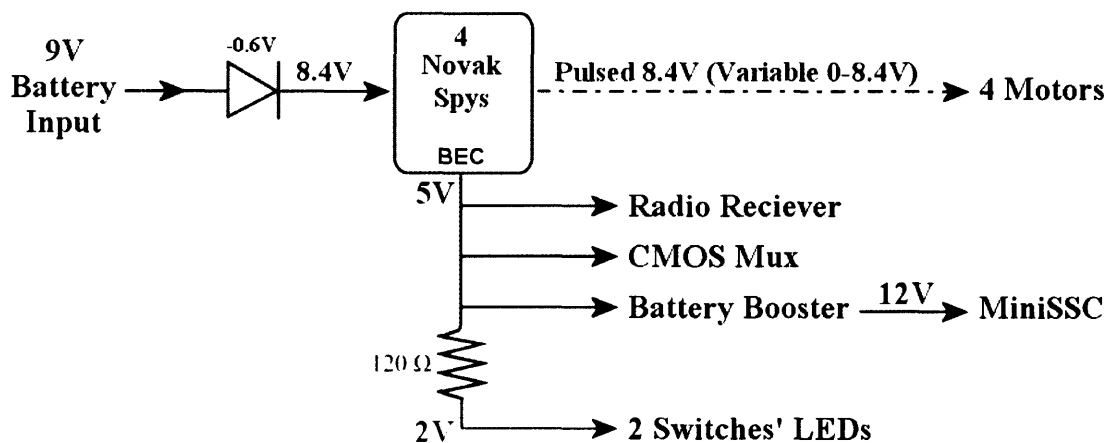 9V
Battery
Input
-0.6V
8.4V
4
Novak
Spys
BEC
Pulsed 8.4V (Variable 0-8.4V)
4 Motors
5V
Radio Reciever
CMOS Mux
Battery Booster
12V
MiniSSC
120 Ω
2V
2 Switches' LEDs